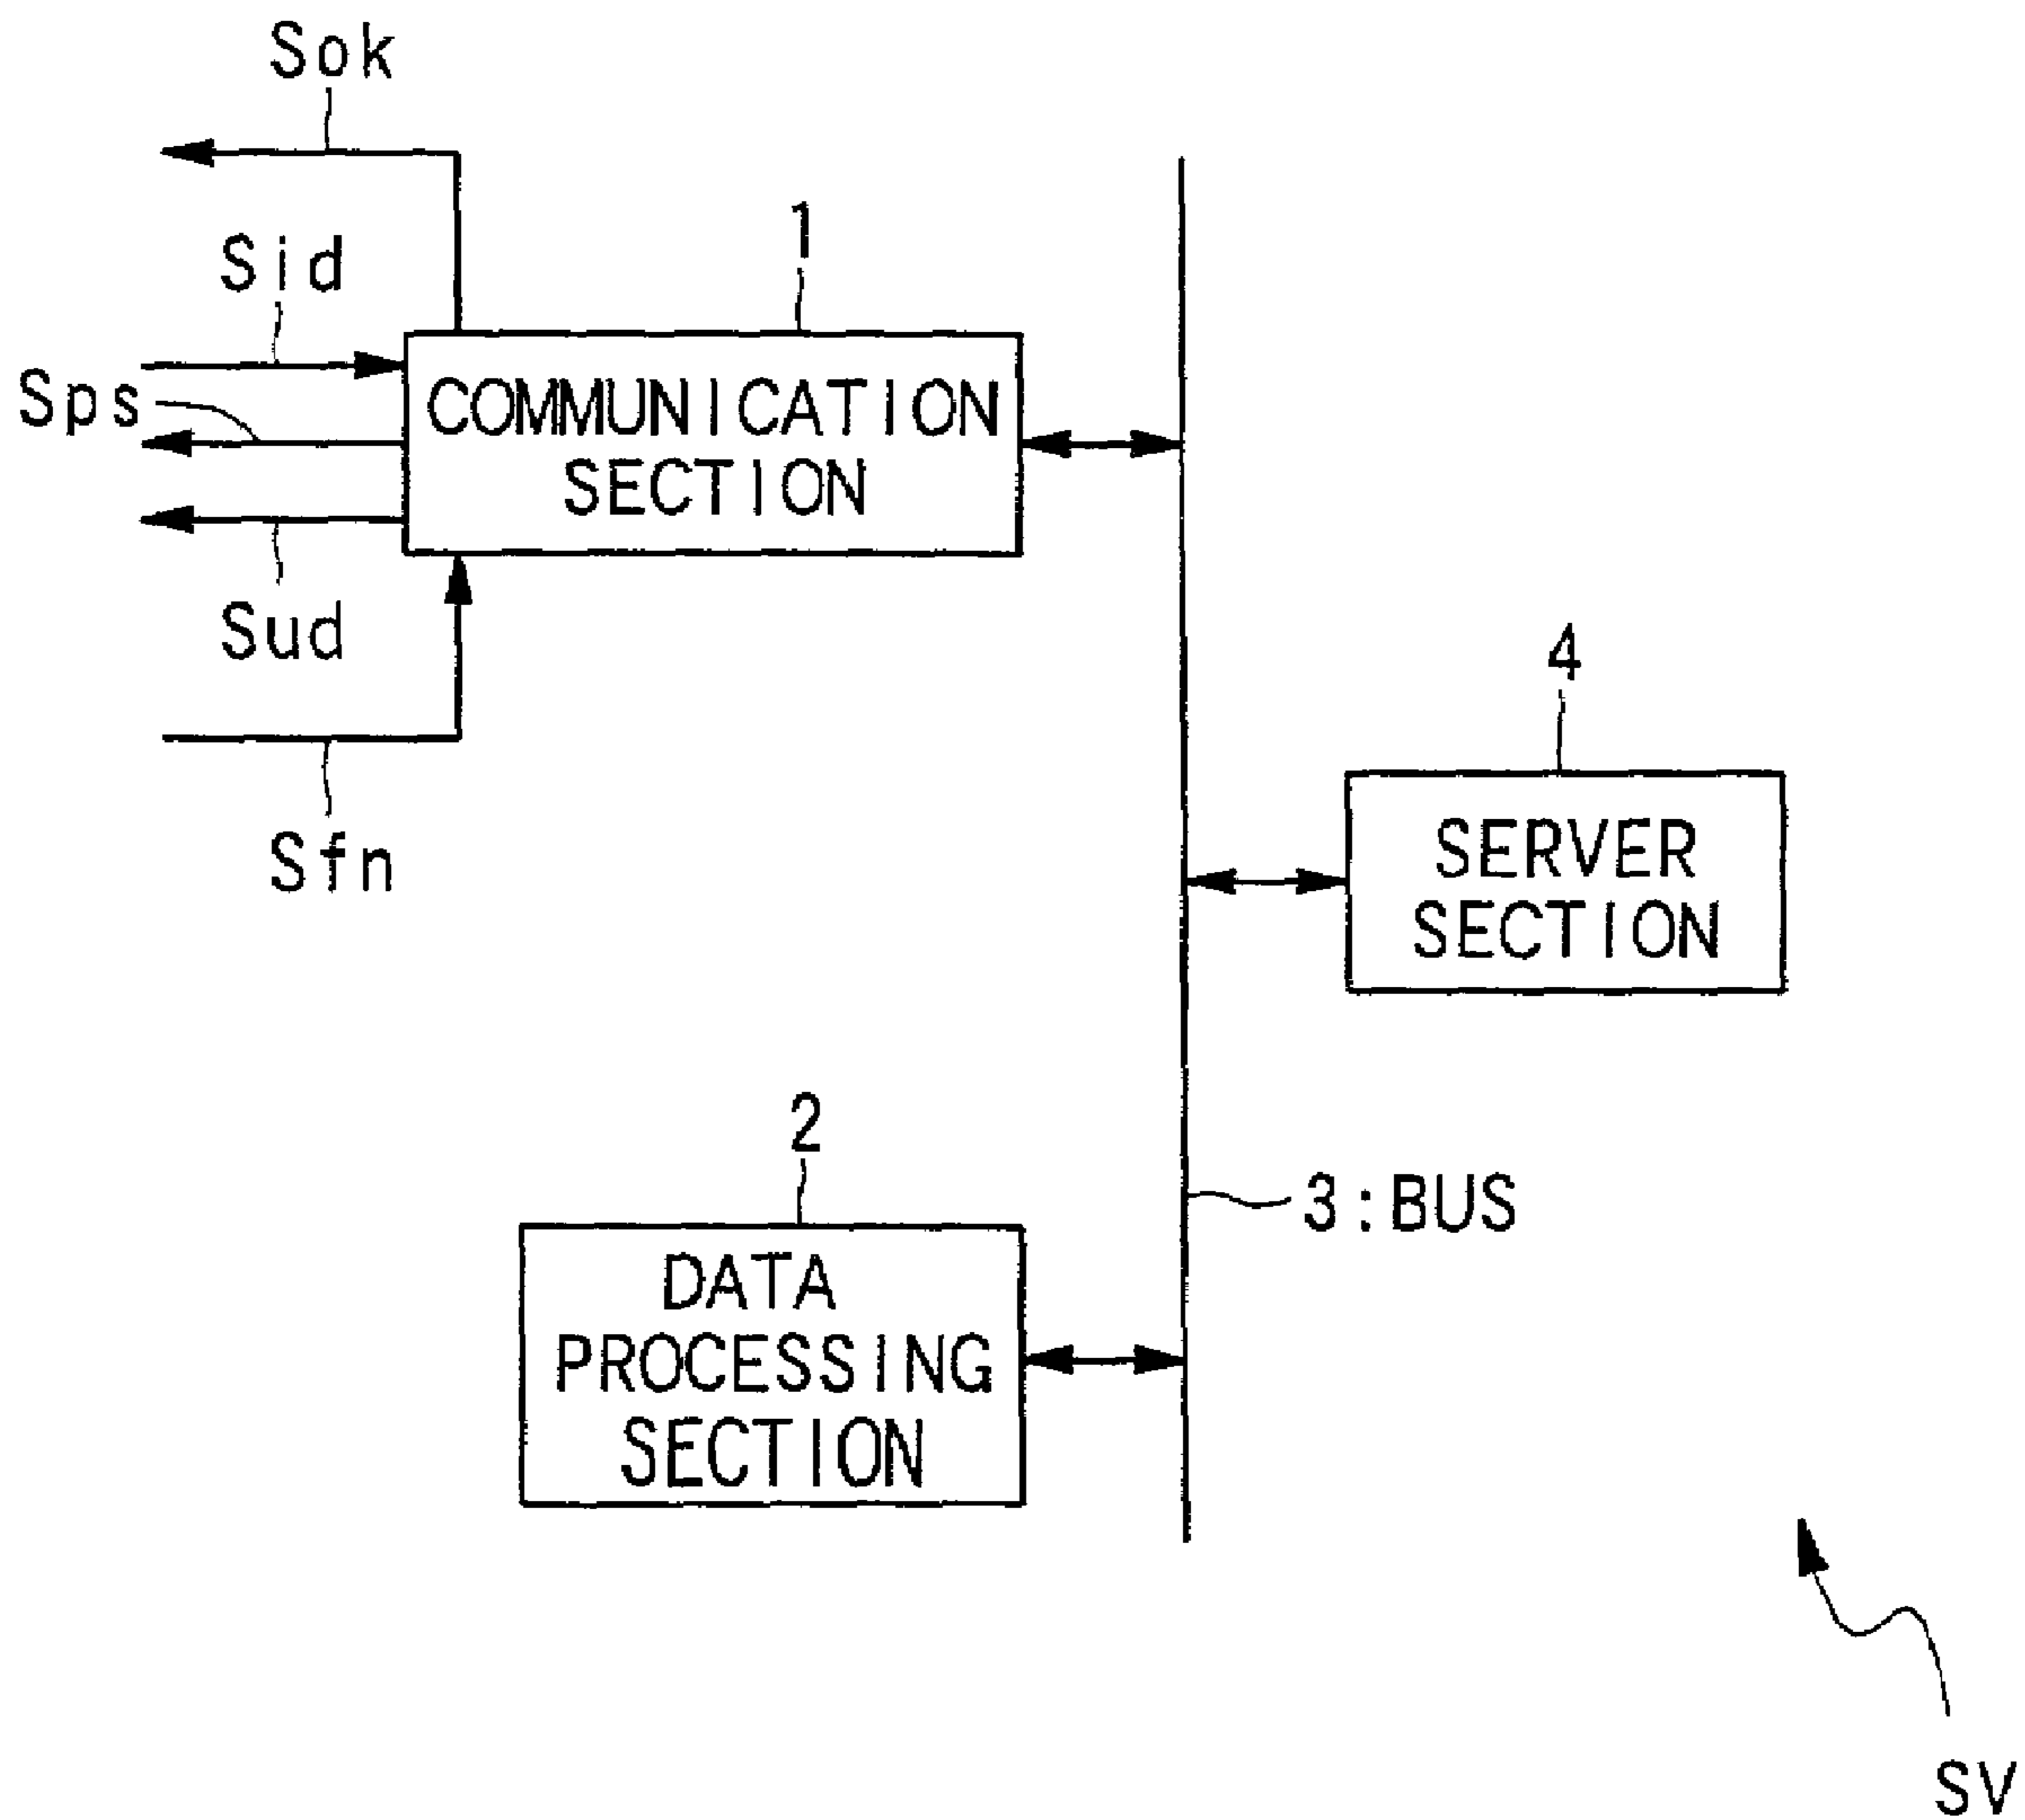 Sok
1
Sid
Sps
COMMUNICATION
SECTION
Sud
Sfn
4
SERVER
SECTION
2
3:BUS
DATA
PROCESSING
SECTION
SV